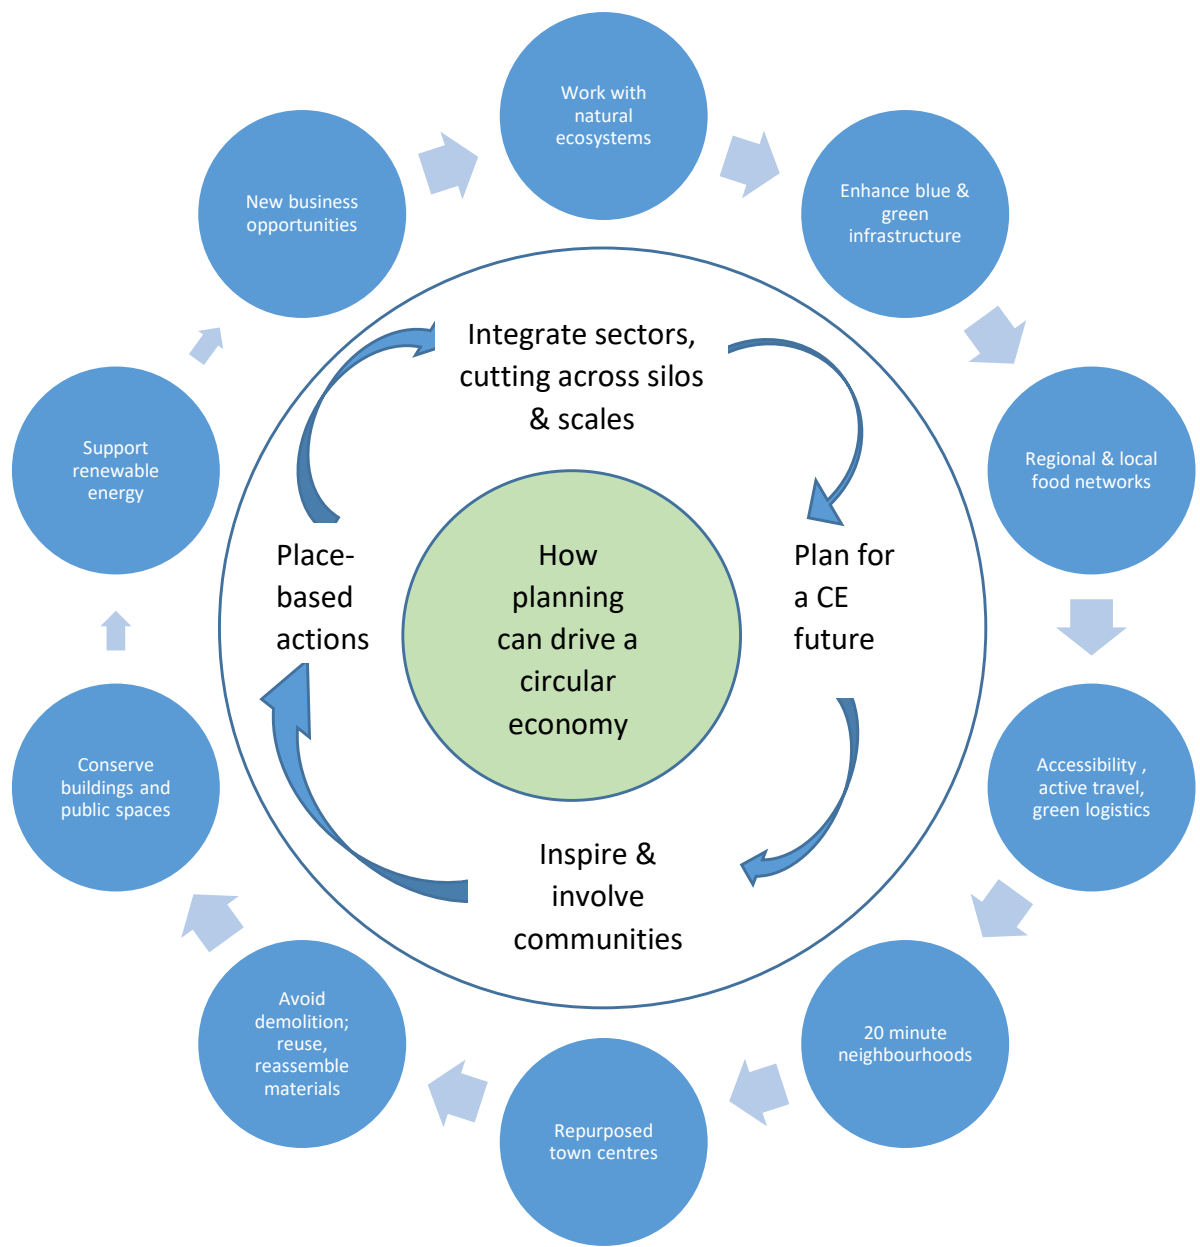 Work with
natural
ecosystems
Enhance blue &
green
infrastructure
Regional & local
food networks
Accessibility ,
active travel,
green logistics
20 minute
neighbourhoods
Repurposed
town centres
Avoid
demolition;
reuse,
reassemble
materials
Conserve
buildings and
public spaces
Support
renewable
energy
New business
opportunities
Integrate sectors,
cutting across silos
& scales
Plan for
a CE
future
Inspire &
involve
communities
Place-
based
actions
How
planning
can drive a
circular
economy